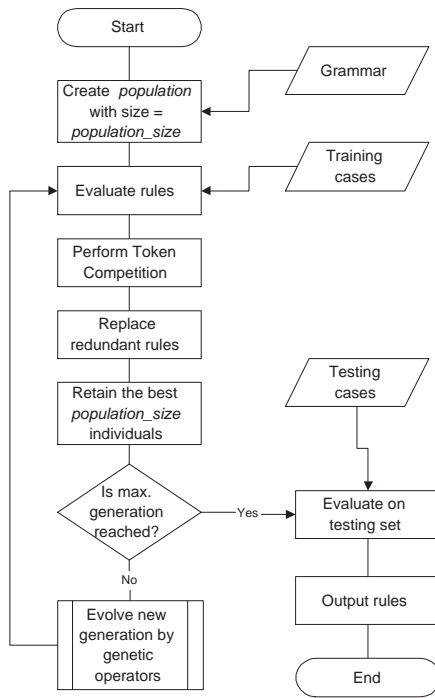 Start
Create population
with size =
population_size
Grammar
Evaluate rules
Training
cases
Perform Token
Competition
Replace
redundant rules
Retain the best
population_size
individuals
Testing
cases
Is max.
generation
reached?
Yes
Evaluate on
testing set
No
Evolve new
generation by
genetic
operators
Output rules
End